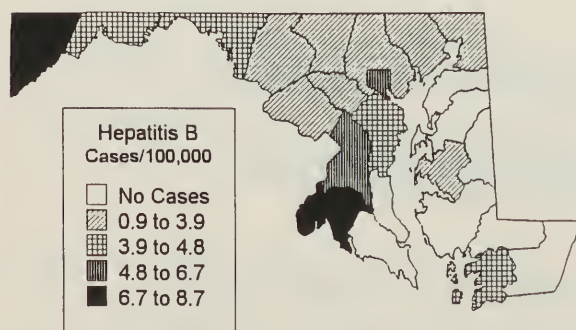 Hepatitis B
Cases/100,000
No Cases
0.9 to 3.9
3.9 to 4.8
4.8 to 6.7
6.7 to 8.7